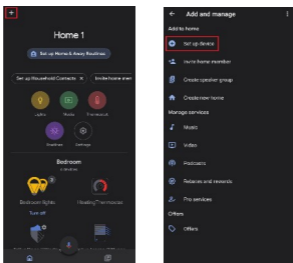 +
Home 1
Set up Home & Away Routines
Set up Household Contacts
Invite home mem
Lights
Media
Thermostat
Routines
Settings
Bedroom
Bedroom lights
Heating Thermostat
Turn off
← Add and manage
Add to home
Set up device
Invite home member
Create speaker group
Create new home
Manage services
Music
Video
Podcasts
Rebates and rewards
Pro services
Offers
Offers